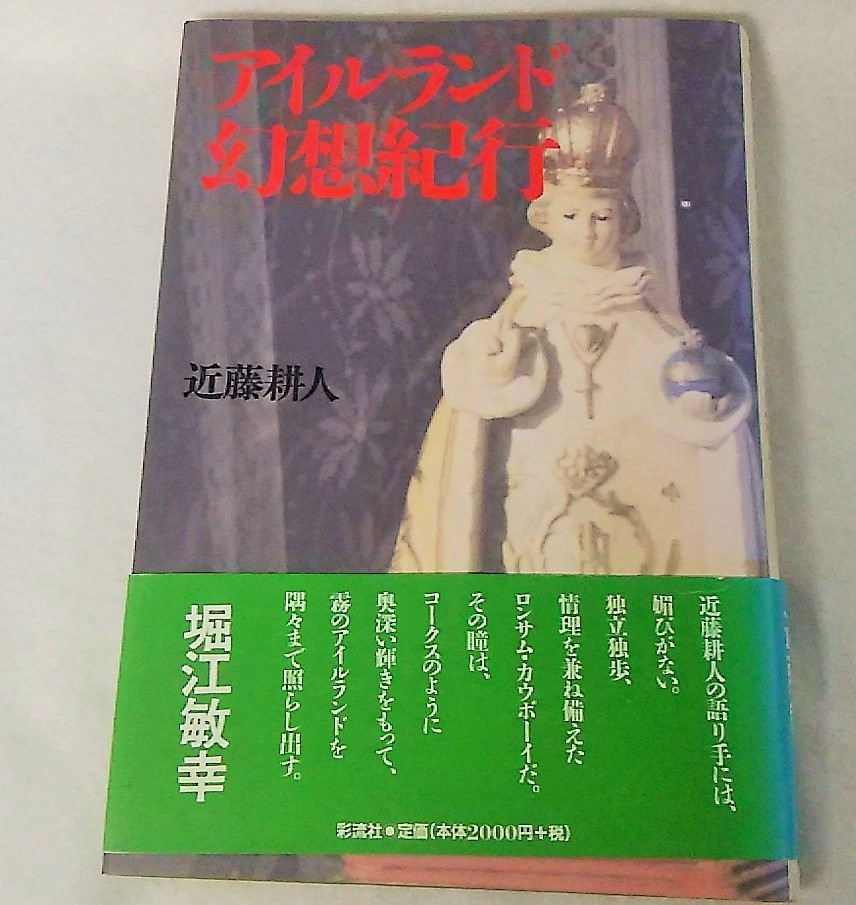 アイルランド
幻想紀行
近藤耕人
近藤耕人の語り手には、
媚びがない。
独立独歩、
情理を兼ね備えた
ロンサム・カウボーイだ。
その瞳は、
コークスのように
奥深い輝きをもって、
霧のアイルランドを
隅々まで照らし出す。
堀江敏幸
彩流社●定価(本体2000円+税)